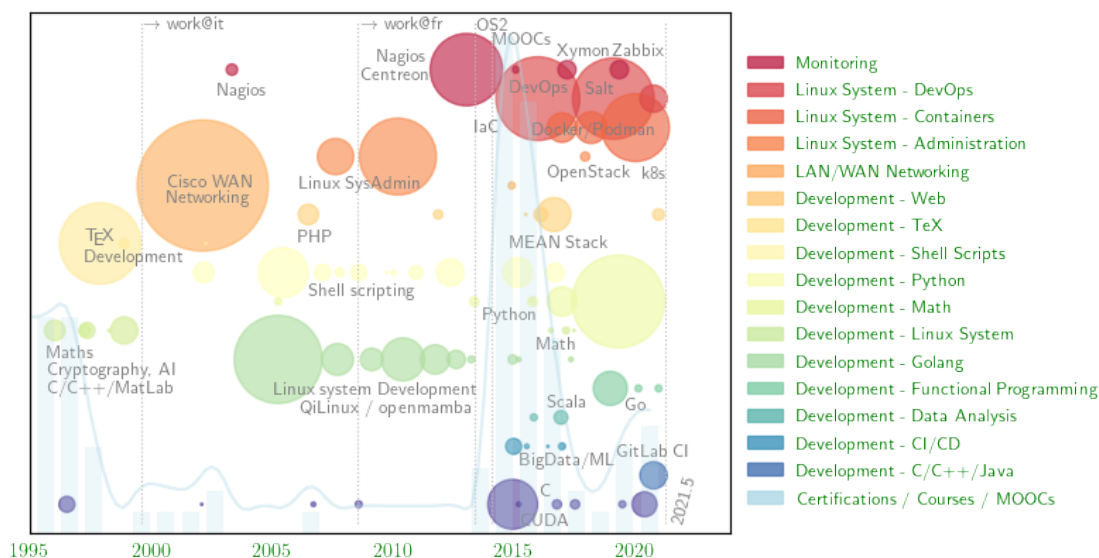 → work@it
→ work@fr
OS2
MOOCs
Nagios
Centreon
Xymon
Zabbix
Nagios
DevOps
Salt
IaC
Docker/Podman
Linux SysAdmin
OpenStack
k8s
Cisco WAN
Networking
TEX
Development
PHP
MEAN Stack
Shell scripting
Python
Maths
Cryptography, AI
C/C++/MatLab
Math
Linux system Development
QiLinux / openmamba
Scala
Go
BigData/ML
GitLab CI
C
CUDA
2021.5
1995
2000
2005
2010
2015
2020
Monitoring
Linux System - DevOps
Linux System - Containers
Linux System - Administration
LAN/WAN Networking
Development - Web
Development - TeX
Development - Shell Scripts
Development - Python
Development - Math
Development - Linux System
Development - Golang
Development - Functional Programming
Development - Data Analysis
Development - CI/CD
Development - C/C++/Java
Certifications / Courses / MOOCs